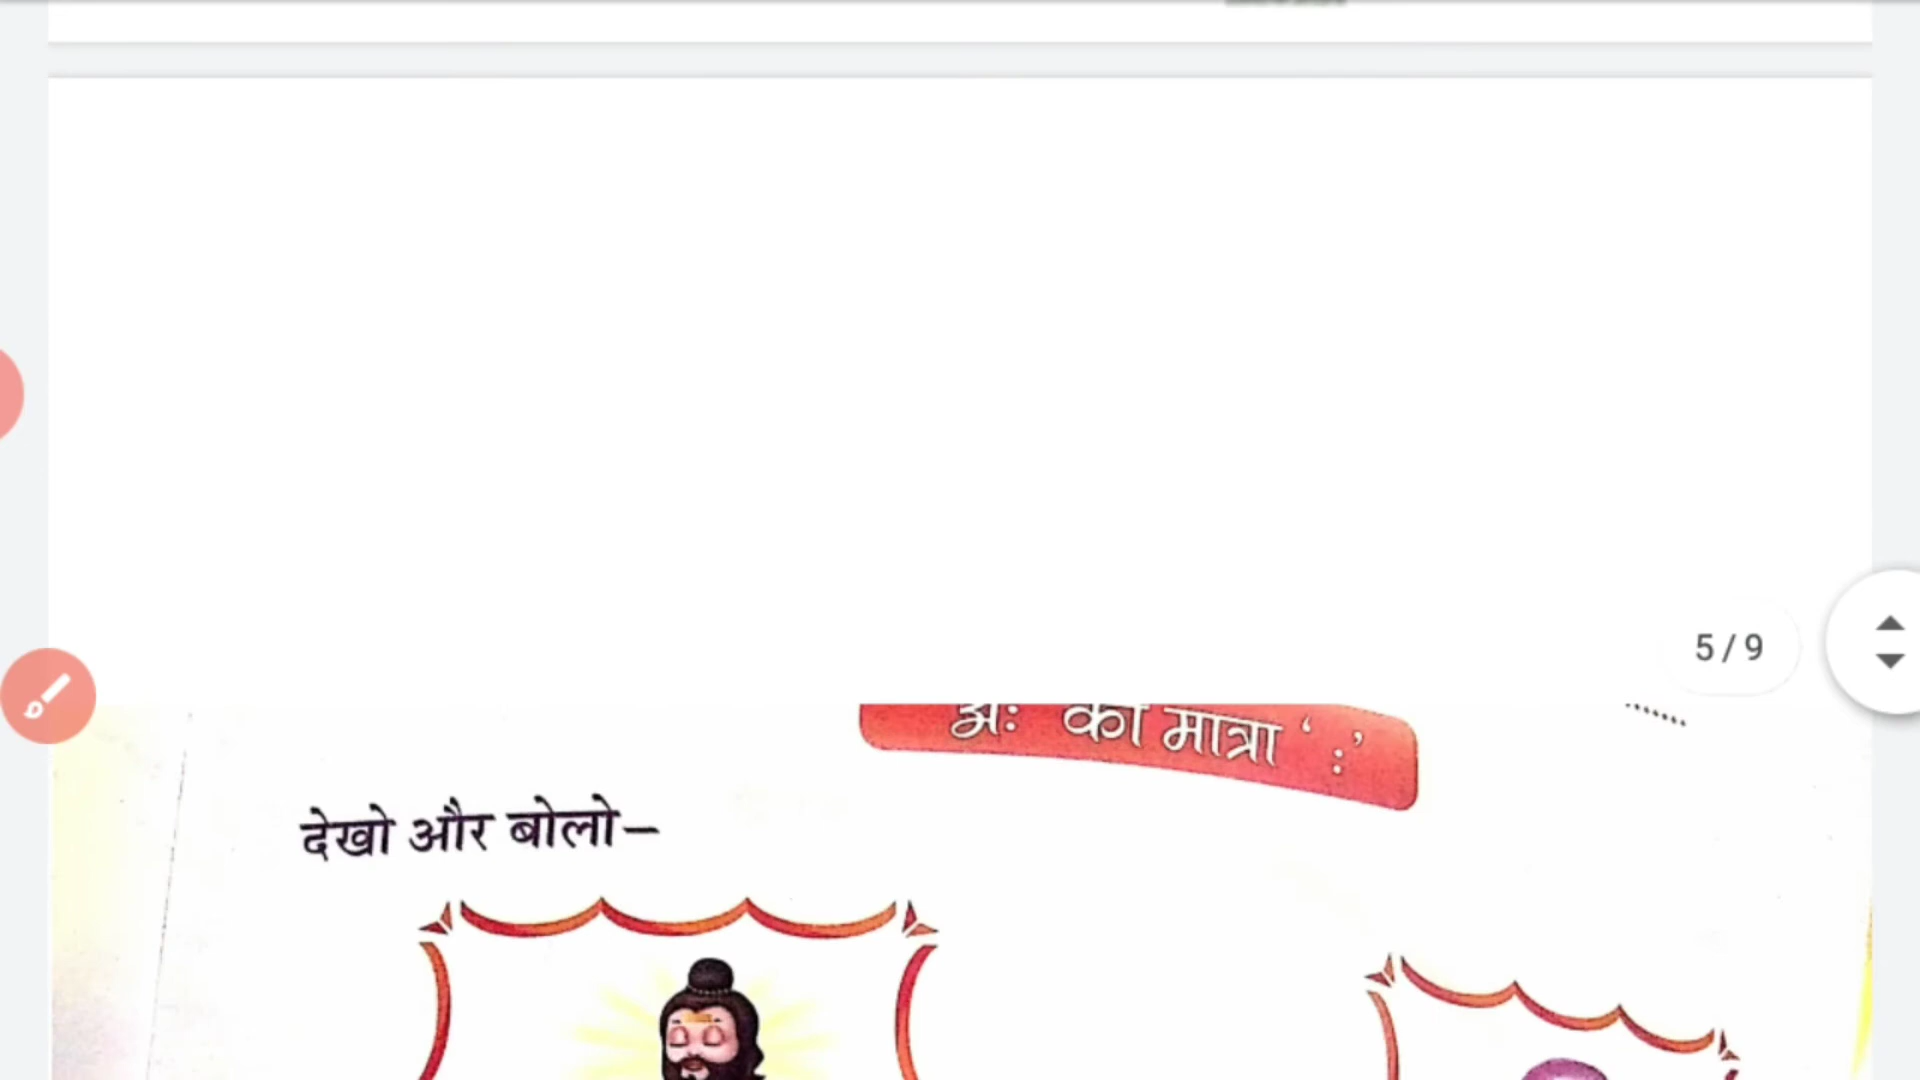 5 / 9
अः की मात्रा ‘ : ’
देखो और बोलो–